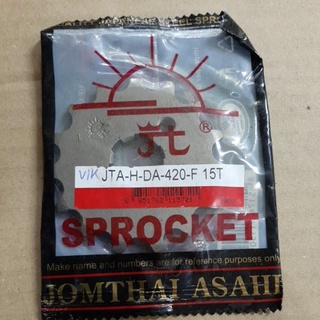 jt ®
VIK JTA-H-DA-420-F 15T
SPROCKET
Make name and numbers are for reference purposes only.
JOMTHAI ASAHI